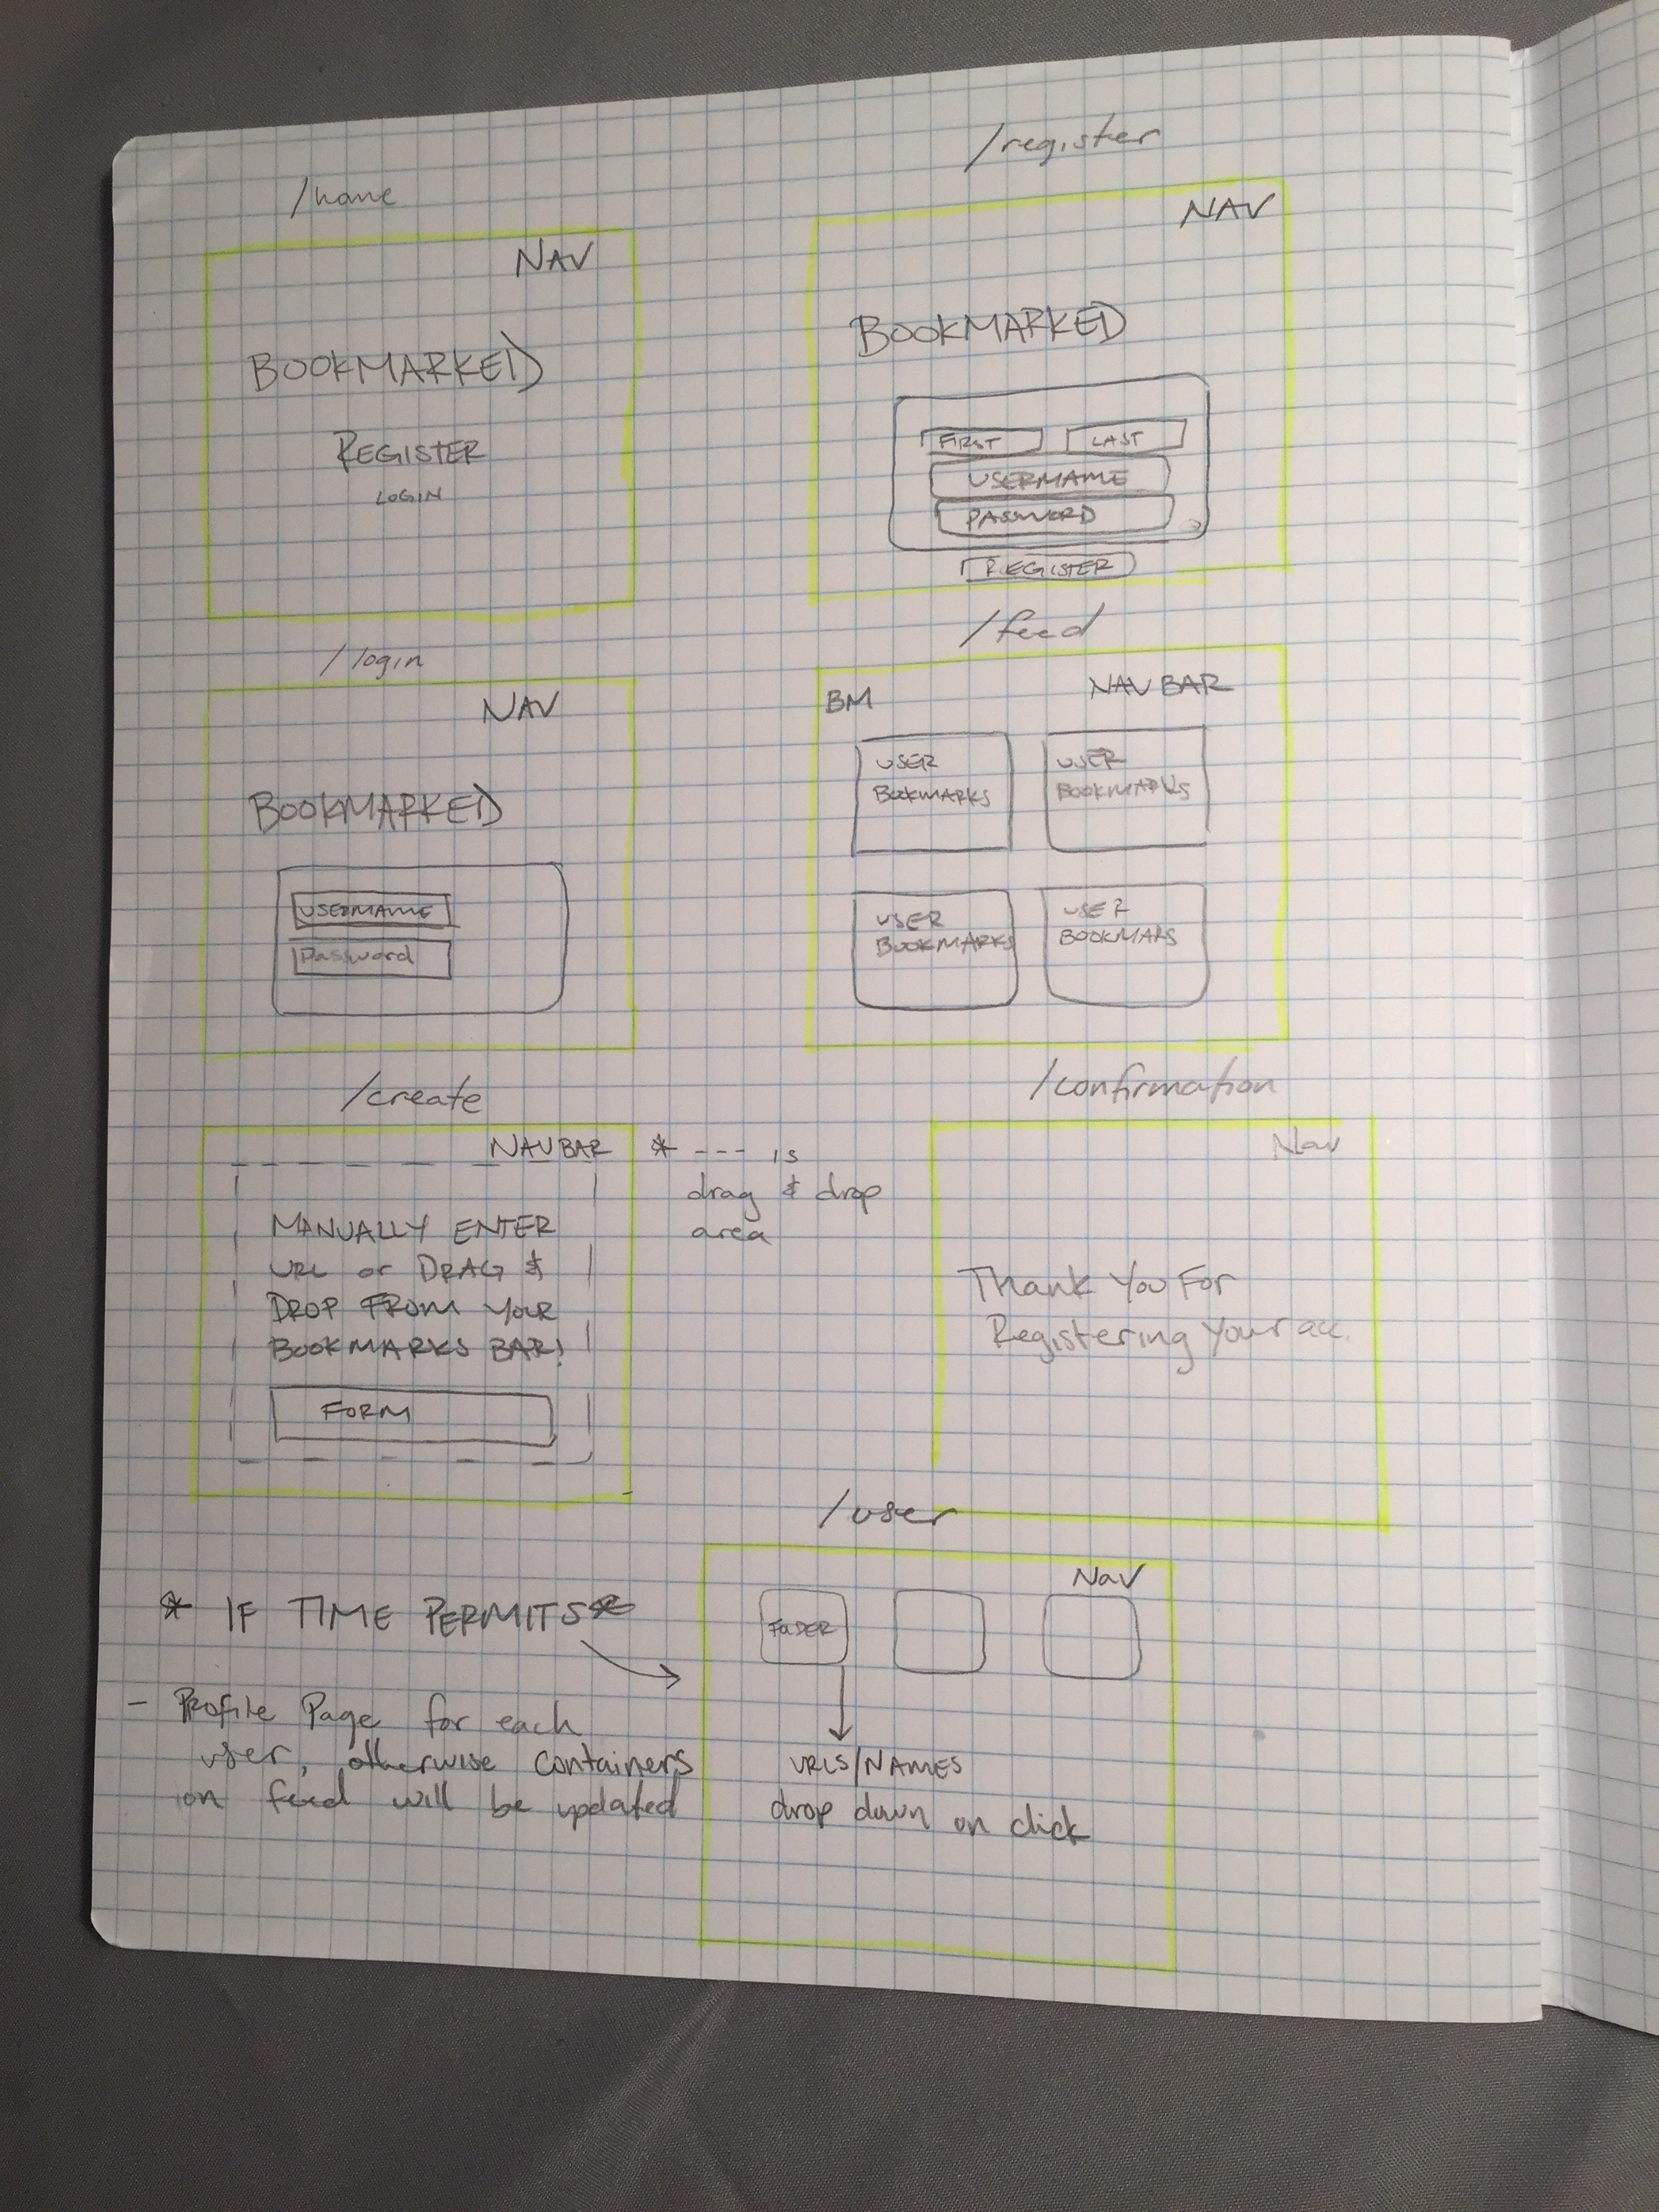 /home
NAV
BOOKMARKED
REGISTER
LOGIN
/register
NAV
BOOKMARKED
FIRST LAST
USERNAME
PASSWORD
REGISTER
/login
NAV
BOOKMARKED
USERNAME
Password
/feed
BM NAV BAR
USER
BOOKMARKS
USER
BOOKMARKS
USER
BOOKMARKS
USER
BOOKMARS
/create
NAVBAR
MANUALLY ENTER
URL or DRAG &
DROP FROM YOUR
BOOKMARKS BAR!
FORM
* --- is
drag & drop
area
/confirmation
Nav
Thank You For
Registering Your acc.
* IF TIME PERMITS *
- Profile Page for each
user, otherwise containers
on feed will be updated
/user
Nav
FOLDER
URLS/NAMES
drop down on click